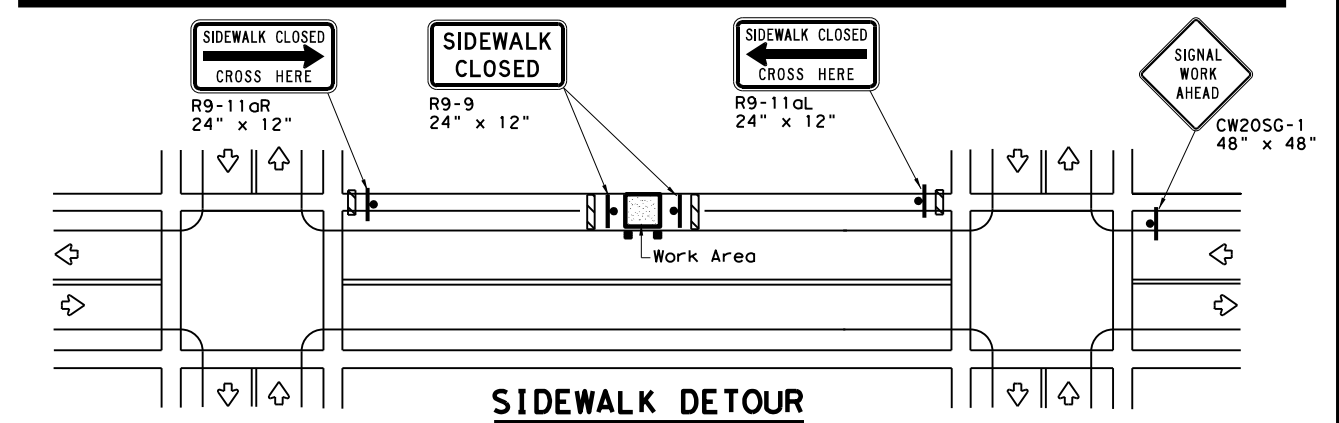 SIDEWALK CLOSED
CROSS HERE
R9-11aR
24" x 12"
SIDEWALK
CLOSED
R9-9
24" x 12"
SIDEWALK CLOSED
CROSS HERE
R9-11aL
24" x 12"
SIGNAL
WORK
AHEAD
CW20SG-1
48" x 48"
Work Area
SIDEWALK DETOUR